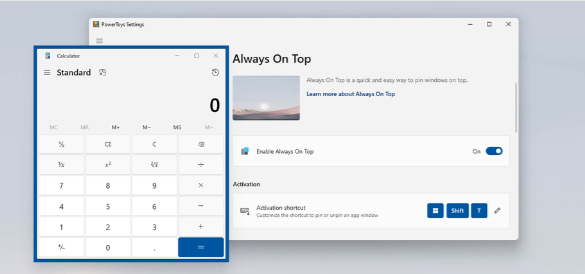 PowerToys Settings
Calculator
Standard
0
MC MR M+ M− MS M˅
% CE C
¹/x x² ²√x ÷
7 8 9 ×
4 5 6 −
1 2 3 +
+/− 0 , =
Always On Top
Always On Top is a quick and easy way to pin windows on top.
Learn more about Always On Top
Enable Always On Top On
Activation
Activation shortcut
Customize the shortcut to pin or unpin an app window
Shift T